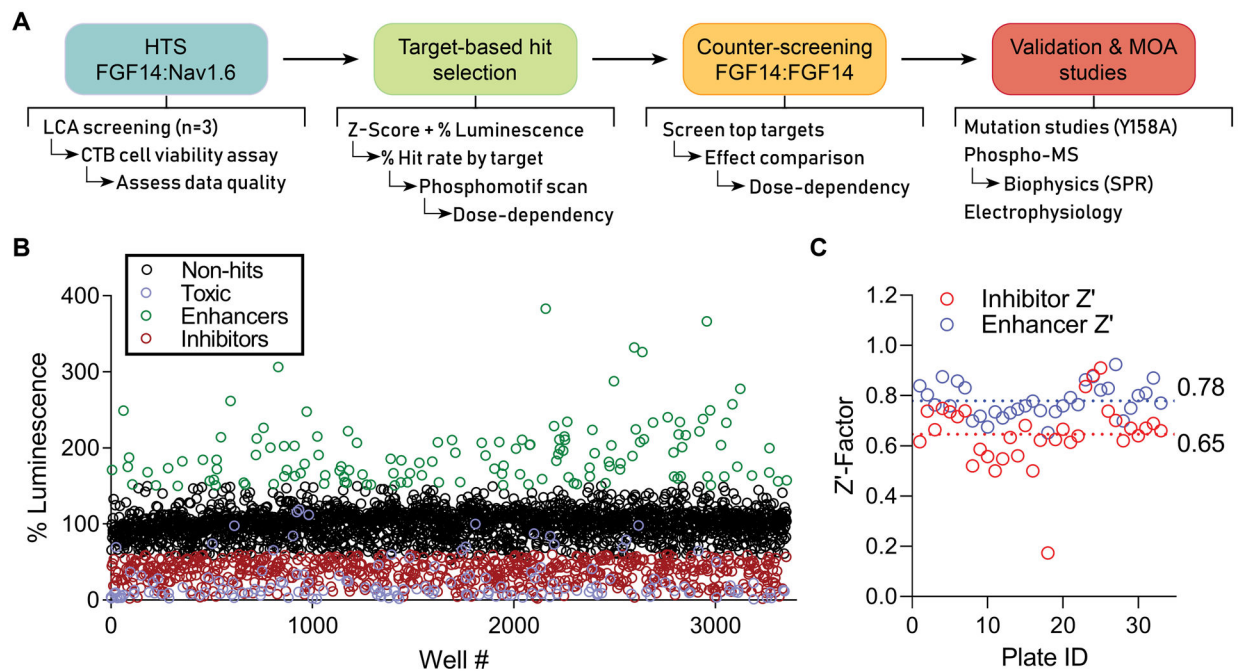 A
HTS
FGF14:Nav1.6
Target-based hit
selection
Counter-screening
FGF14:FGF14
Validation & MOA
studies
LCA screening (n=3)
CTB cell viability assay
Assess data quality
Z-Score + % Luminescence
% Hit rate by target
Phosphomotif scan
Dose-dependency
Screen top targets
Effect comparison
Dose-dependency
Mutation studies (Y158A)
Phospho-MS
Biophysics (SPR)
Electrophysiology
B
Non-hits
Toxic
Enhancers
Inhibitors
% Luminescence
400
300
200
100
0
0 1000 2000 3000
Well #
C
Inhibitor Z'
Enhancer Z'
Z'-Factor
1.2
1.0
0.8
0.6
0.4
0.2
0.0
0.78
0.65
0 10 20 30
Plate ID